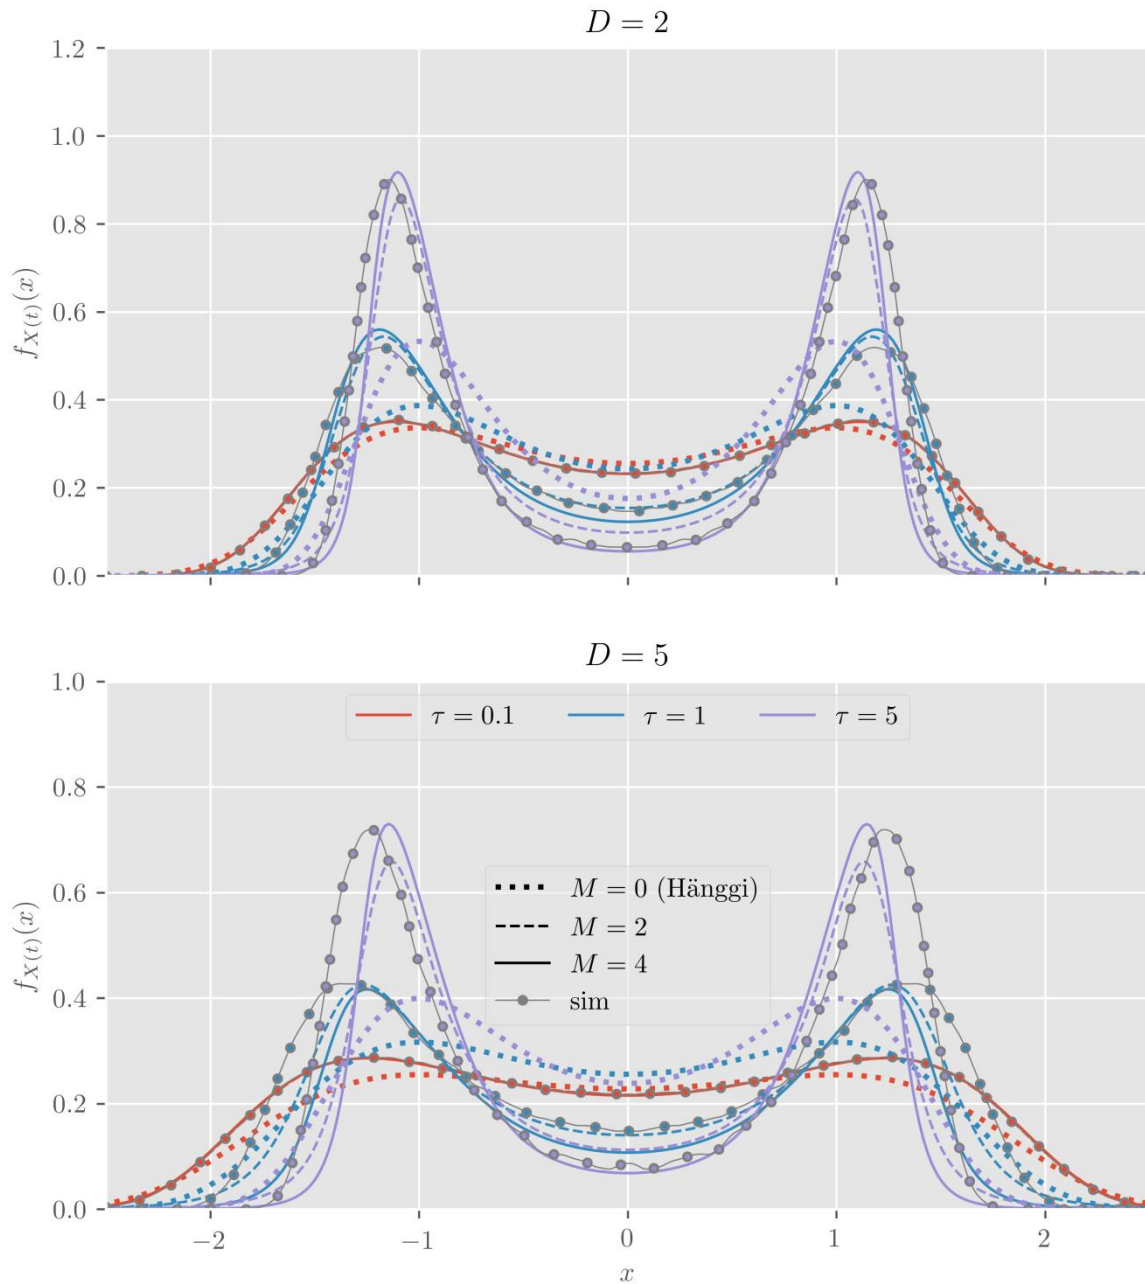 D = 2
1.2
1.0
0.8
0.6
0.4
0.2
0.0
f_{X(t)}(x)
D = 5
1.0
0.8
0.6
0.4
0.2
0.0
f_{X(t)}(x)
τ = 0.1 τ = 1 τ = 5
M = 0 (Hänggi)
M = 2
M = 4
sim
−2 −1 0 1 2
x